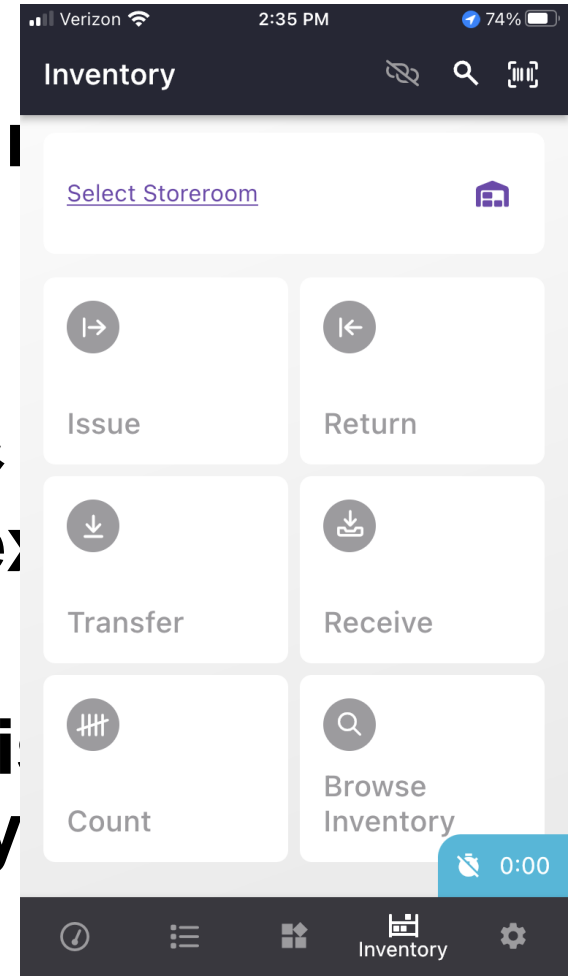 Verizon 2:35 PM 74%
Inventory
Select Storeroom
Issue Return
Transfer Receive
Count Browse
Inventory
0:00
Inventory